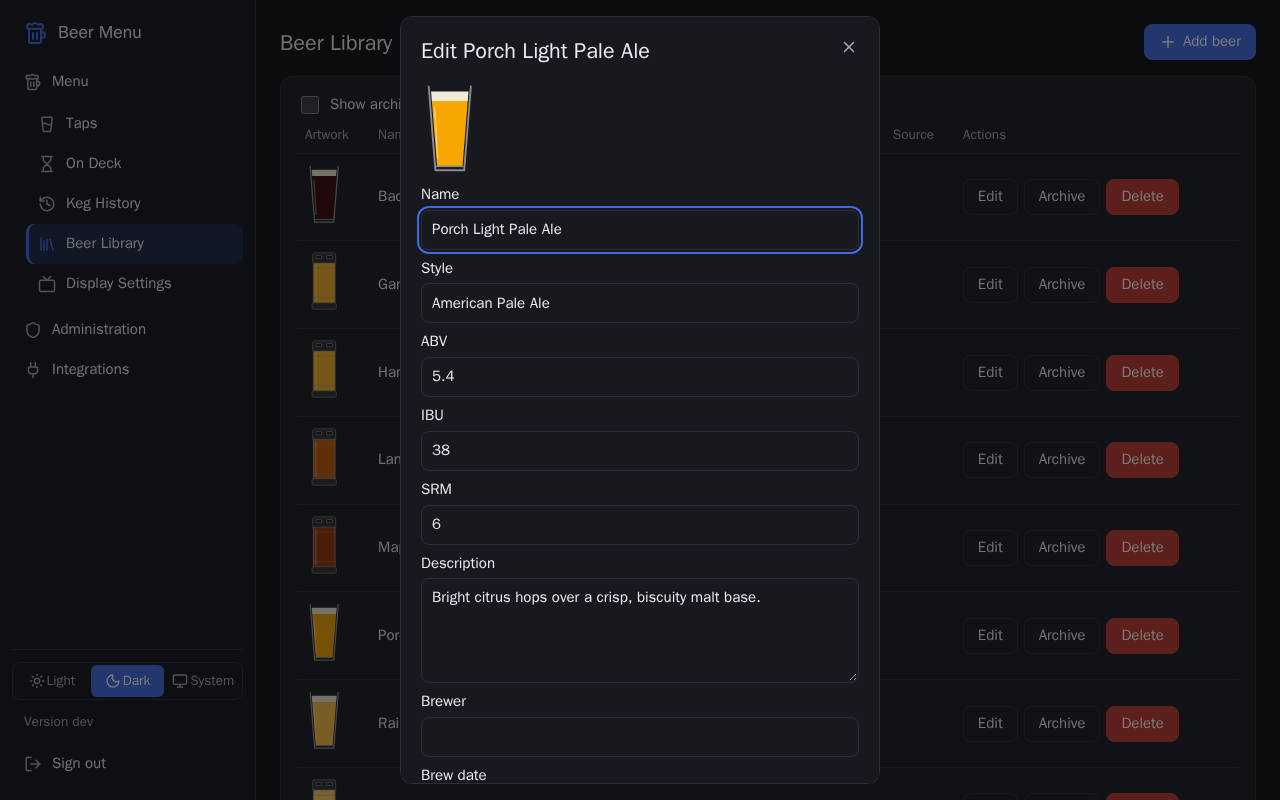 Beer Menu
Menu
Taps
On Deck
Keg History
Beer Library
Display Settings
Administration
Integrations
Light
Dark
System
Version dev
Sign out
Beer Library
Add beer
Show archi
Artwork
Nan
Source
Actions
Bac
Edit
Archive
Delete
Gar
Edit
Archive
Delete
Har
Edit
Archive
Delete
Lan
Edit
Archive
Delete
Map
Edit
Archive
Delete
Por
Edit
Archive
Delete
Rai
Edit
Archive
Delete
Edit Porch Light Pale Ale
Name
Porch Light Pale Ale
Style
American Pale Ale
ABV
5.4
IBU
38
SRM
6
Description
Bright citrus hops over a crisp, biscuity malt base.
Brewer
Brew date